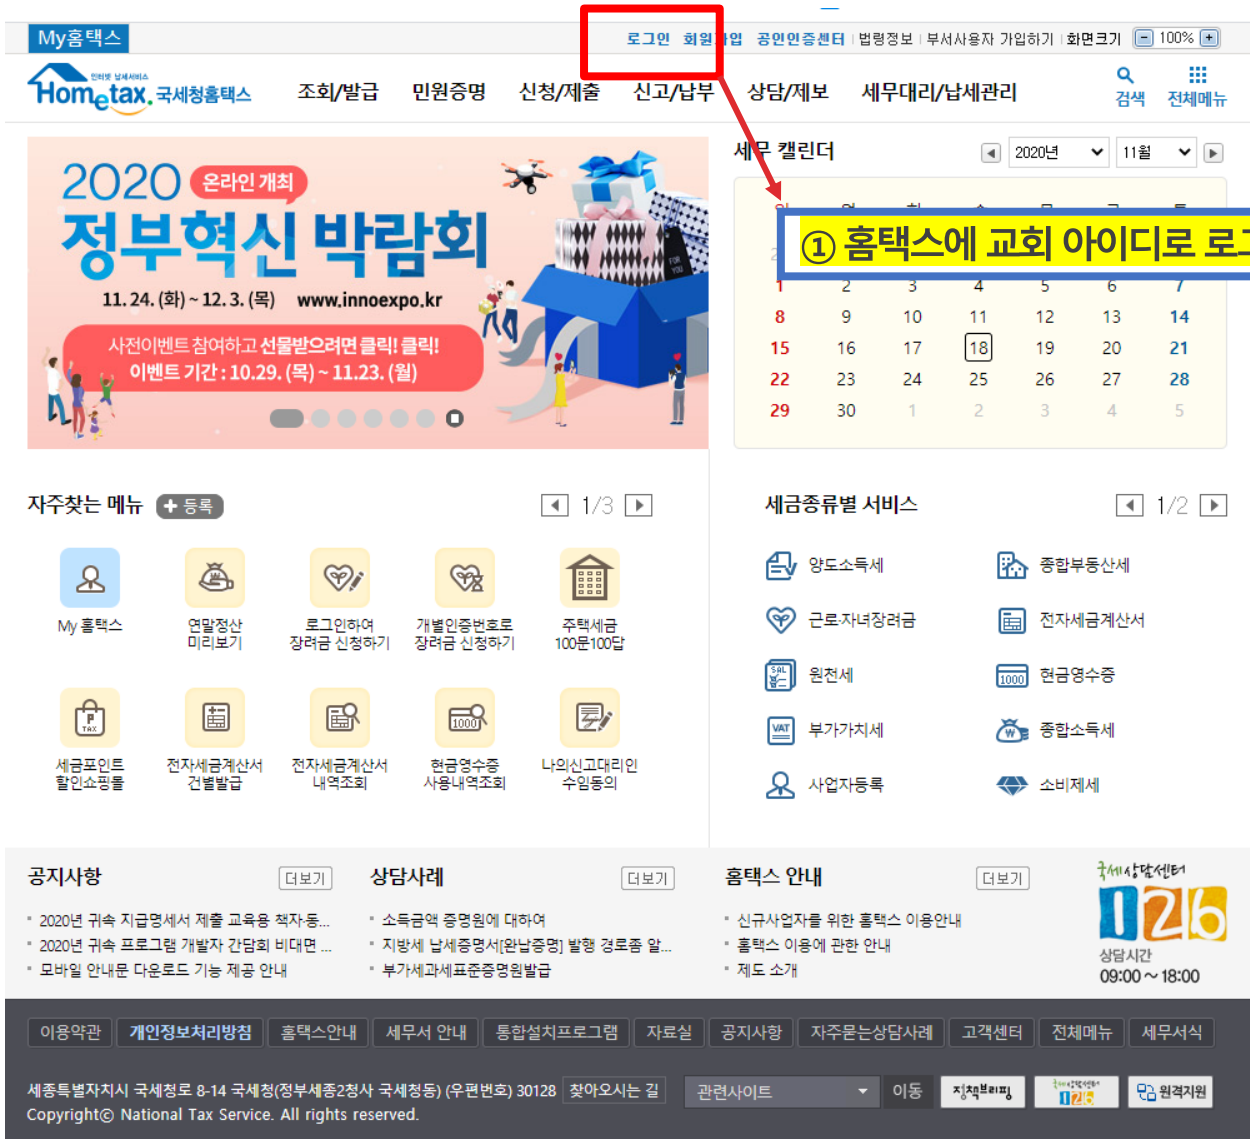 My홈택스
로그인 회원가입 공인인증센터 법령정보 부서사용자 가입하기 화면크기 100%
인터넷 납세서비스
Hometax. 국세청홈택스
조회/발급 민원증명 신청/제출 신고/납부 상담/제보 세무대리/납세관리
검색 전체메뉴
2020 온라인 개최
정부혁신 박람회
11. 24. (화) ~ 12. 3. (목) www.innoexpo.kr
사전이벤트 참여하고 선물받으려면 클릭! 클릭!
이벤트 기간 : 10.29. (목) ~ 11.23. (월)
FOR YOU
세무 캘린더 2020년 11월
① 홈택스에 교회 아이디로 로그
1 2 3 4 5 6 7
8 9 10 11 12 13 14
15 16 17 18 19 20 21
22 23 24 25 26 27 28
29 30 1 2 3 4 5
자주찾는 메뉴 + 등록 1/3
My 홈택스
연말정산
미리보기
로그인하여
장려금 신청하기
개별인증번호로
장려금 신청하기
주택세금
100문100답
세금포인트
할인쇼핑몰
전자세금계산서
건별발급
전자세금계산서
내역조회
현금영수증
사용내역조회
나의신고대리인
수임동의
세금종류별 서비스 1/2
양도소득세 종합부동산세
근로·자녀장려금 전자세금계산서
원천세 현금영수증
부가가치세 종합소득세
사업자등록 소비제세
공지사항 더보기
2020년 귀속 지급명세서 제출 교육용 책자·동...
2020년 귀속 프로그램 개발자 간담회 비대면 ...
모바일 안내문 다운로드 기능 제공 안내
상담사례 더보기
소득금액 증명원에 대하여
지방세 납세증명서[완납증명] 발행 경로좀 알...
부가세과세표준증명원발급
홈택스 안내 더보기
신규사업자를 위한 홈택스 이용안내
홈택스 이용에 관한 안내
제도 소개
국세상담센터
126
상담시간
09:00 ~ 18:00
이용약관 개인정보처리방침 홈택스안내 세무서 안내 통합설치프로그램 자료실 공지사항 자주묻는상담사례 고객센터 전체메뉴 세무서식
세종특별자치시 국세청로 8-14 국세청(정부세종2청사 국세청동) (우편번호) 30128 찾아오시는 길 관련사이트 이동 정책브리핑 국세상담센터 126 원격지원
Copyright© National Tax Service. All rights reserved.